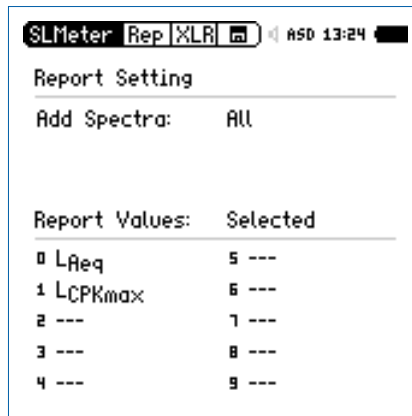 SLMeter Rep XLR ASD 13:24
Report Setting
Add Spectra: All
Report Values: Selected
0 LAeq 5 ---
1 LCPKmax 6 ---
2 --- 7 ---
3 --- 8 ---
4 --- 9 ---